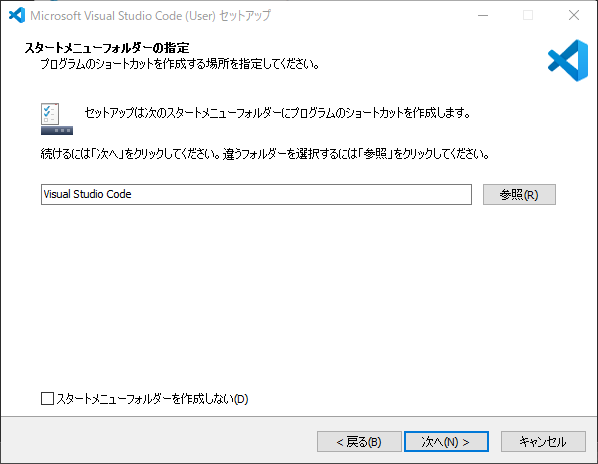 Microsoft Visual Studio Code (User) セットアップ
スタートメニューフォルダーの指定
プログラムのショートカットを作成する場所を指定してください。
セットアップは次のスタートメニューフォルダーにプログラムのショートカットを作成します。
続けるには「次へ」をクリックしてください。違うフォルダーを選択するには「参照」をクリックしてください。
Visual Studio Code 参照(R)
スタートメニューフォルダーを作成しない(D)
< 戻る(B) 次へ(N) > キャンセル